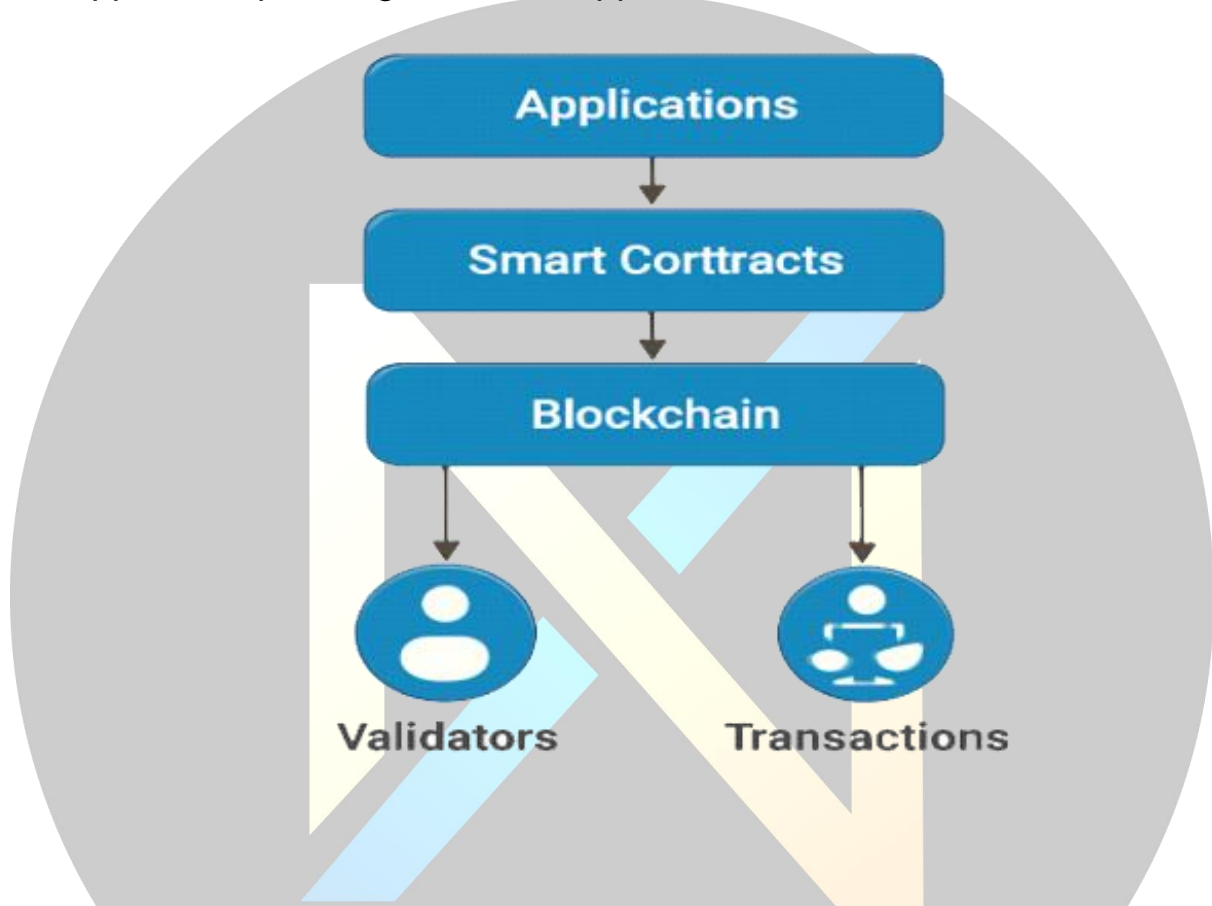 Applications
Smart Corttracts
Blockchain
Validators
Transactions